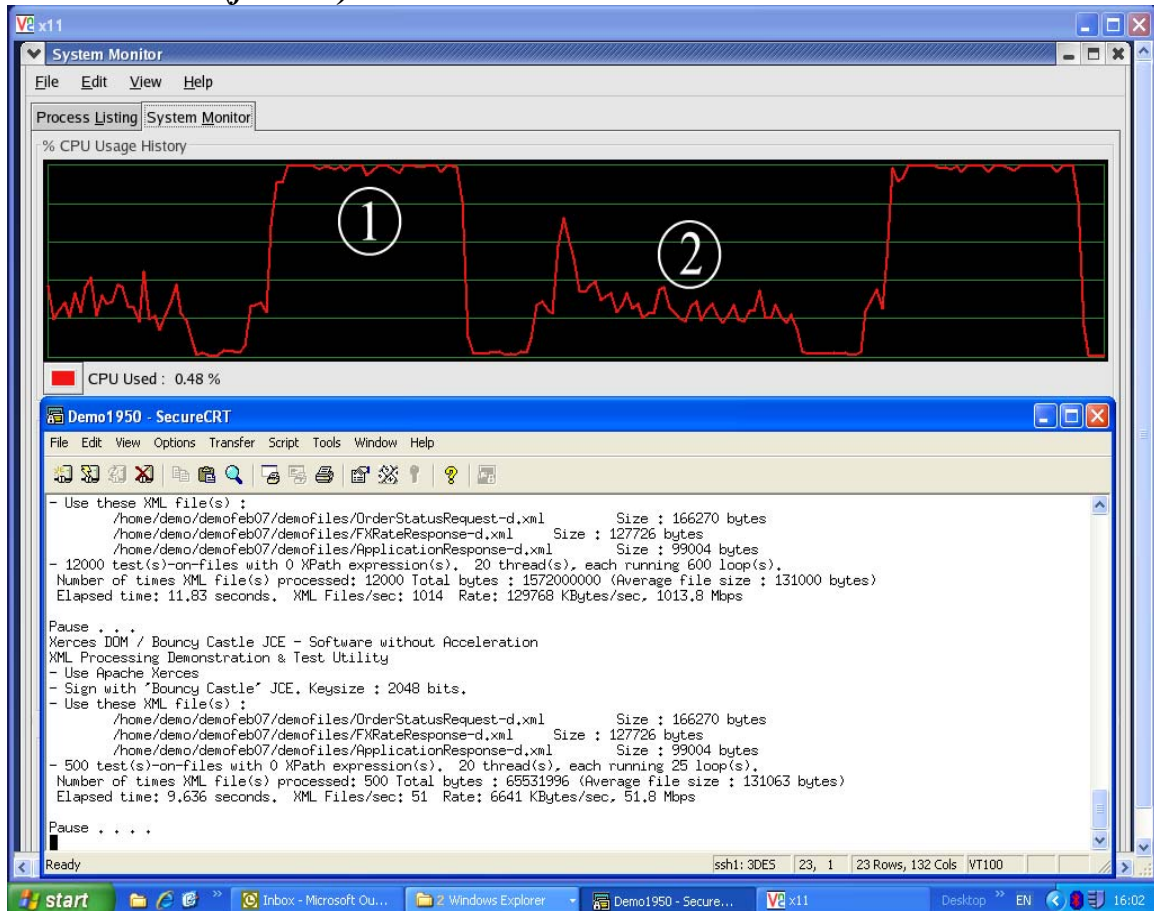 x11
System Monitor
File Edit View Help
Process Listing System Monitor
% CPU Usage History
1
2
CPU Used : 0.48 %
Demo1950 - SecureCRT
File Edit View Options Transfer Script Tools Window Help
- Use these XML file(s) :
/home/demo/demofeb07/demofiles/OrderStatusRequest-d.xml Size : 166270 bytes
/home/demo/demofeb07/demofiles/FXRateResponse-d.xml Size : 127726 bytes
/home/demo/demofeb07/demofiles/ApplicationResponse-d.xml Size : 99004 bytes
- 12000 test(s)-on-files with 0 XPath expression(s). 20 thread(s), each running 600 loop(s).
Number of times XML file(s) processed: 12000 Total bytes : 1572000000 (Average file size : 131000 bytes)
Elapsed time: 11.83 seconds. XML Files/sec: 1014 Rate: 129768 KBytes/sec, 1013.8 Mbps
Pause . . .
Xerces DOM / Bouncy Castle JCE - Software without Acceleration
XML Processing Demonstration & Test Utility
- Use Apache Xerces
- Sign with "Bouncy Castle" JCE. Keysize : 2048 bits.
- Use these XML file(s) :
/home/demo/demofeb07/demofiles/OrderStatusRequest-d.xml Size : 166270 bytes
/home/demo/demofeb07/demofiles/FXRateResponse-d.xml Size : 127726 bytes
/home/demo/demofeb07/demofiles/ApplicationResponse-d.xml Size : 99004 bytes
- 500 test(s)-on-files with 0 XPath expression(s). 20 thread(s), each running 25 loop(s).
Number of times XML file(s) processed: 500 Total bytes : 65531996 (Average file size : 131063 bytes)
Elapsed time: 9.636 seconds. XML Files/sec: 51 Rate: 6641 KBytes/sec, 51.8 Mbps
Pause . . . .
Ready ssh1: 3DES 23, 1 23 Rows, 132 Cols VT100
start Inbox - Microsoft Ou... 2 Windows Explorer Demo1950 - Secure... x11 Desktop EN 16:02